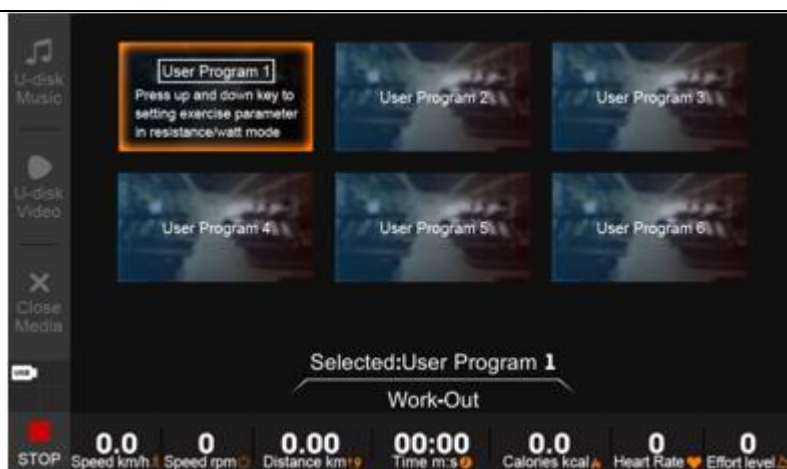 U-disk
Music
U-disk
Video
Close
Media
USB
STOP
User Program 1
Press up and down key to
setting exercise parameter
in resistance/watt mode
User Program 2
User Program 3
User Program 4
User Program 5
User Program 6
Selected:User Program 1
Work-Out
0.0
Speed km/h
0
Speed rpm
0.00
Distance km
00:00
Time m:s
0.0
Calories kcal
0
Heart Rate
0
Effort level